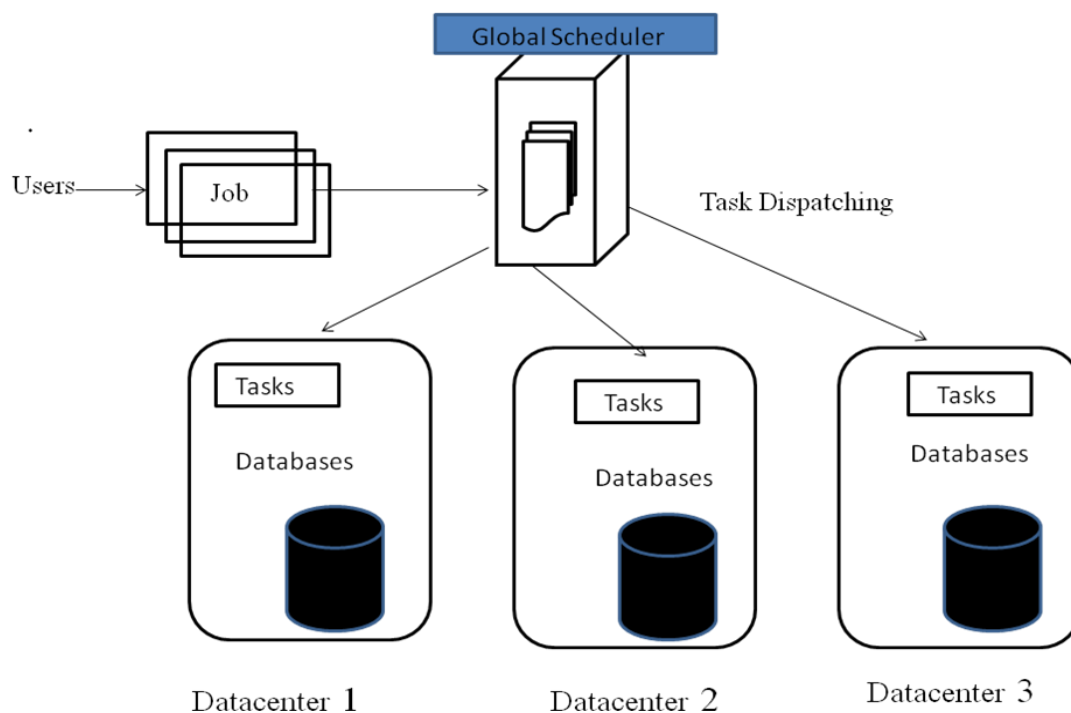 Global Scheduler
Users
Job
Task Dispatching
Tasks
Databases
Datacenter 1
Tasks
Databases
Datacenter 2
Tasks
Databases
Datacenter 3